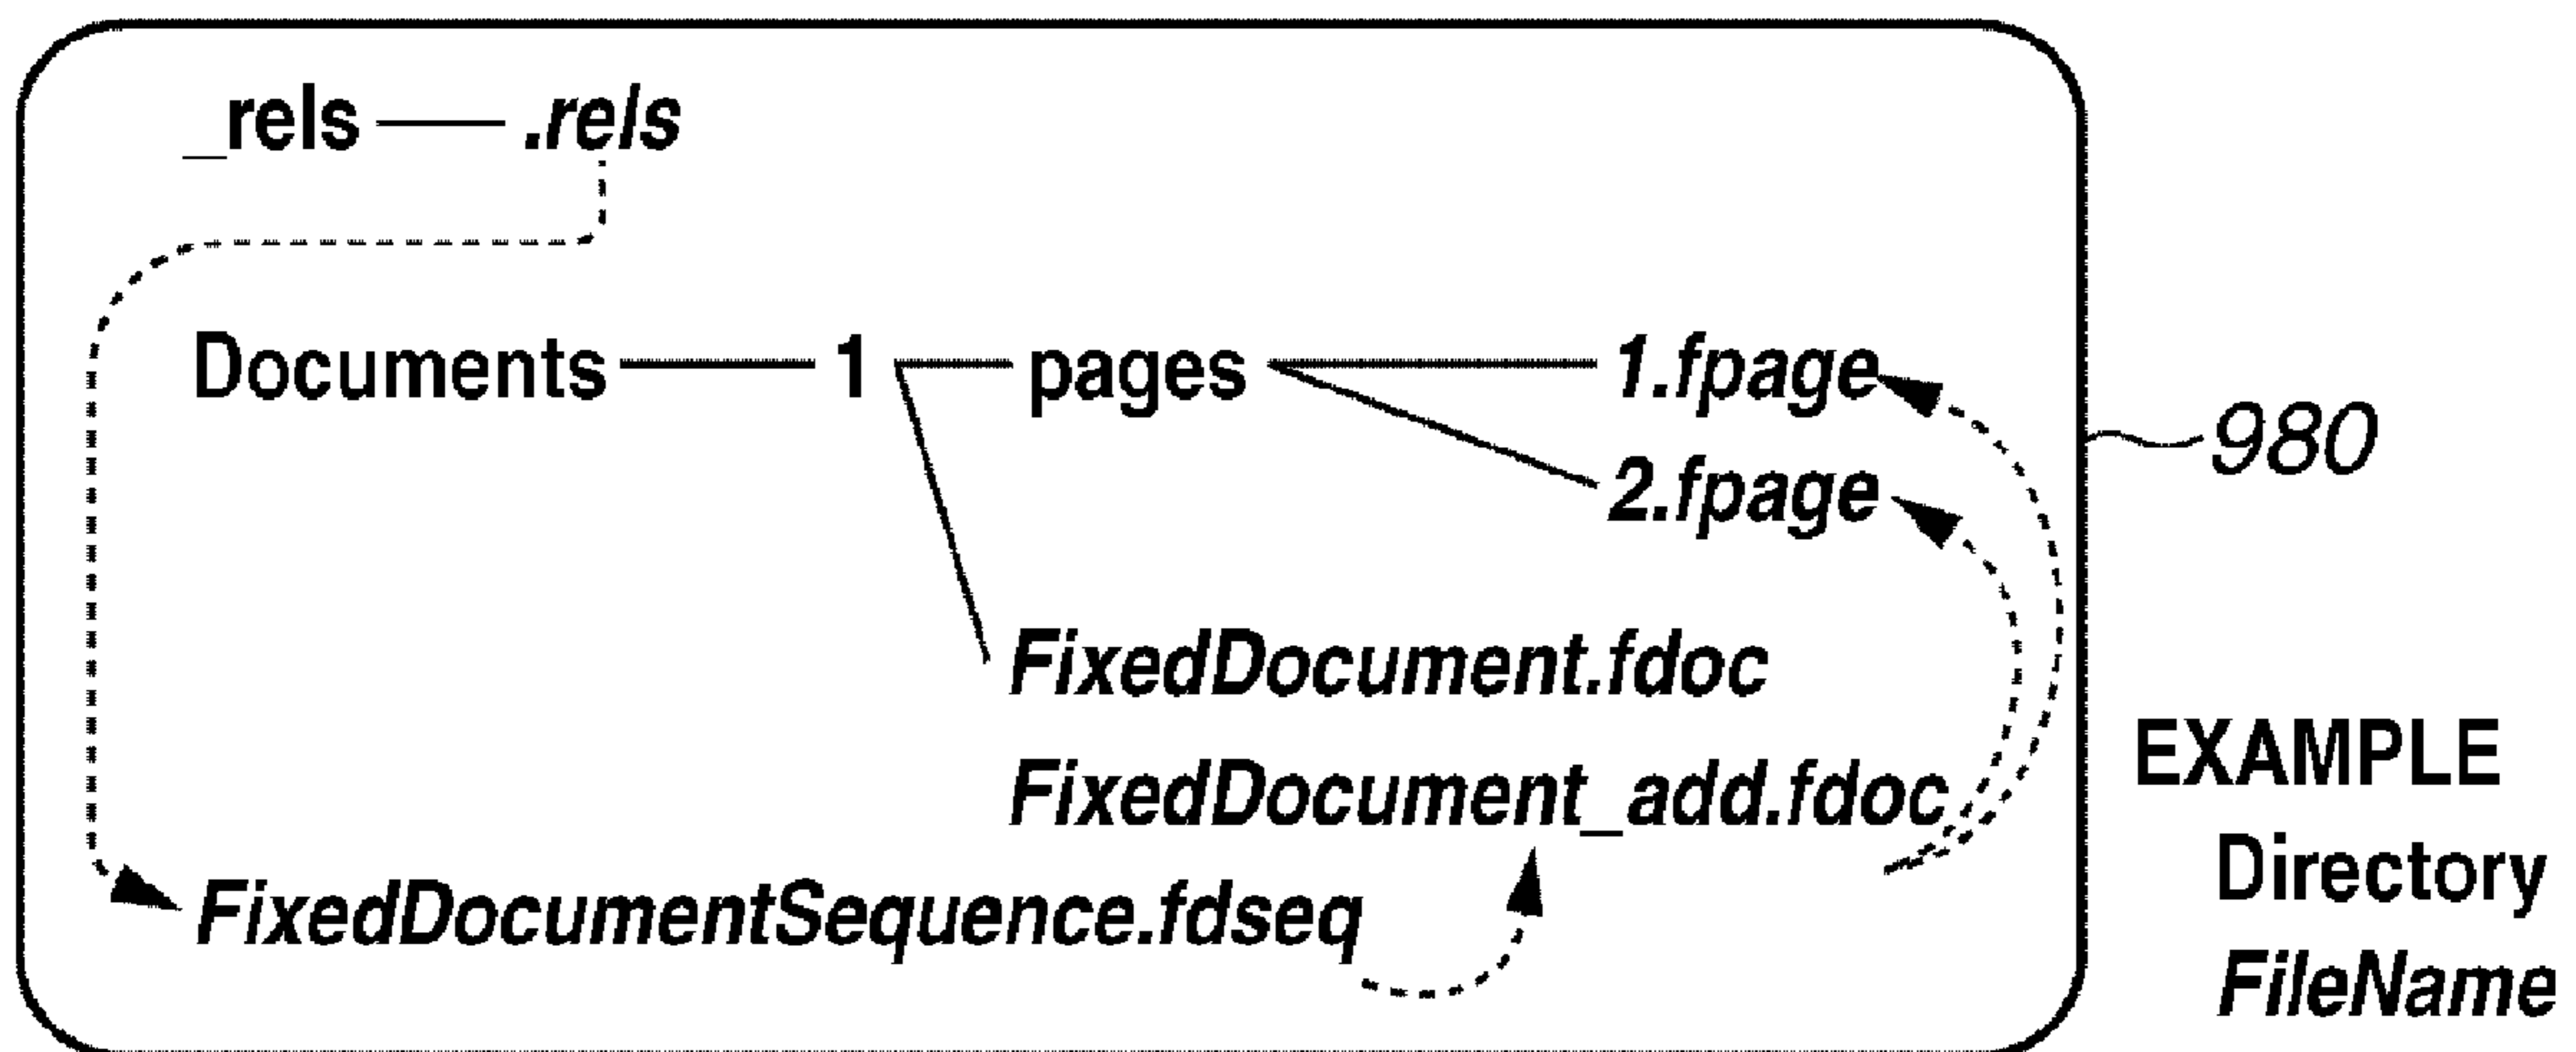 _rels .rels
Documents 1 pages 1.fpage
2.fpage
980
FixedDocument.fdoc
FixedDocument_add.fdoc
FixedDocumentSequence.fdseq
EXAMPLE
Directory
FileName